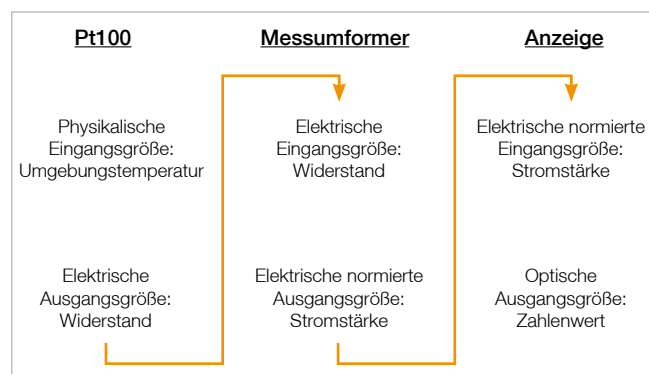 Pt100
Physikalische
Eingangsgröße:
Umgebungstemperatur
Elektrische
Ausgangsgröße:
Widerstand
Messumformer
Elektrische
Eingangsgröße:
Widerstand
Elektrische normierte
Ausgangsgröße:
Stromstärke
Anzeige
Elektrische normierte
Eingangsgröße:
Stromstärke
Optische
Ausgangsgröße:
Zahlenwert